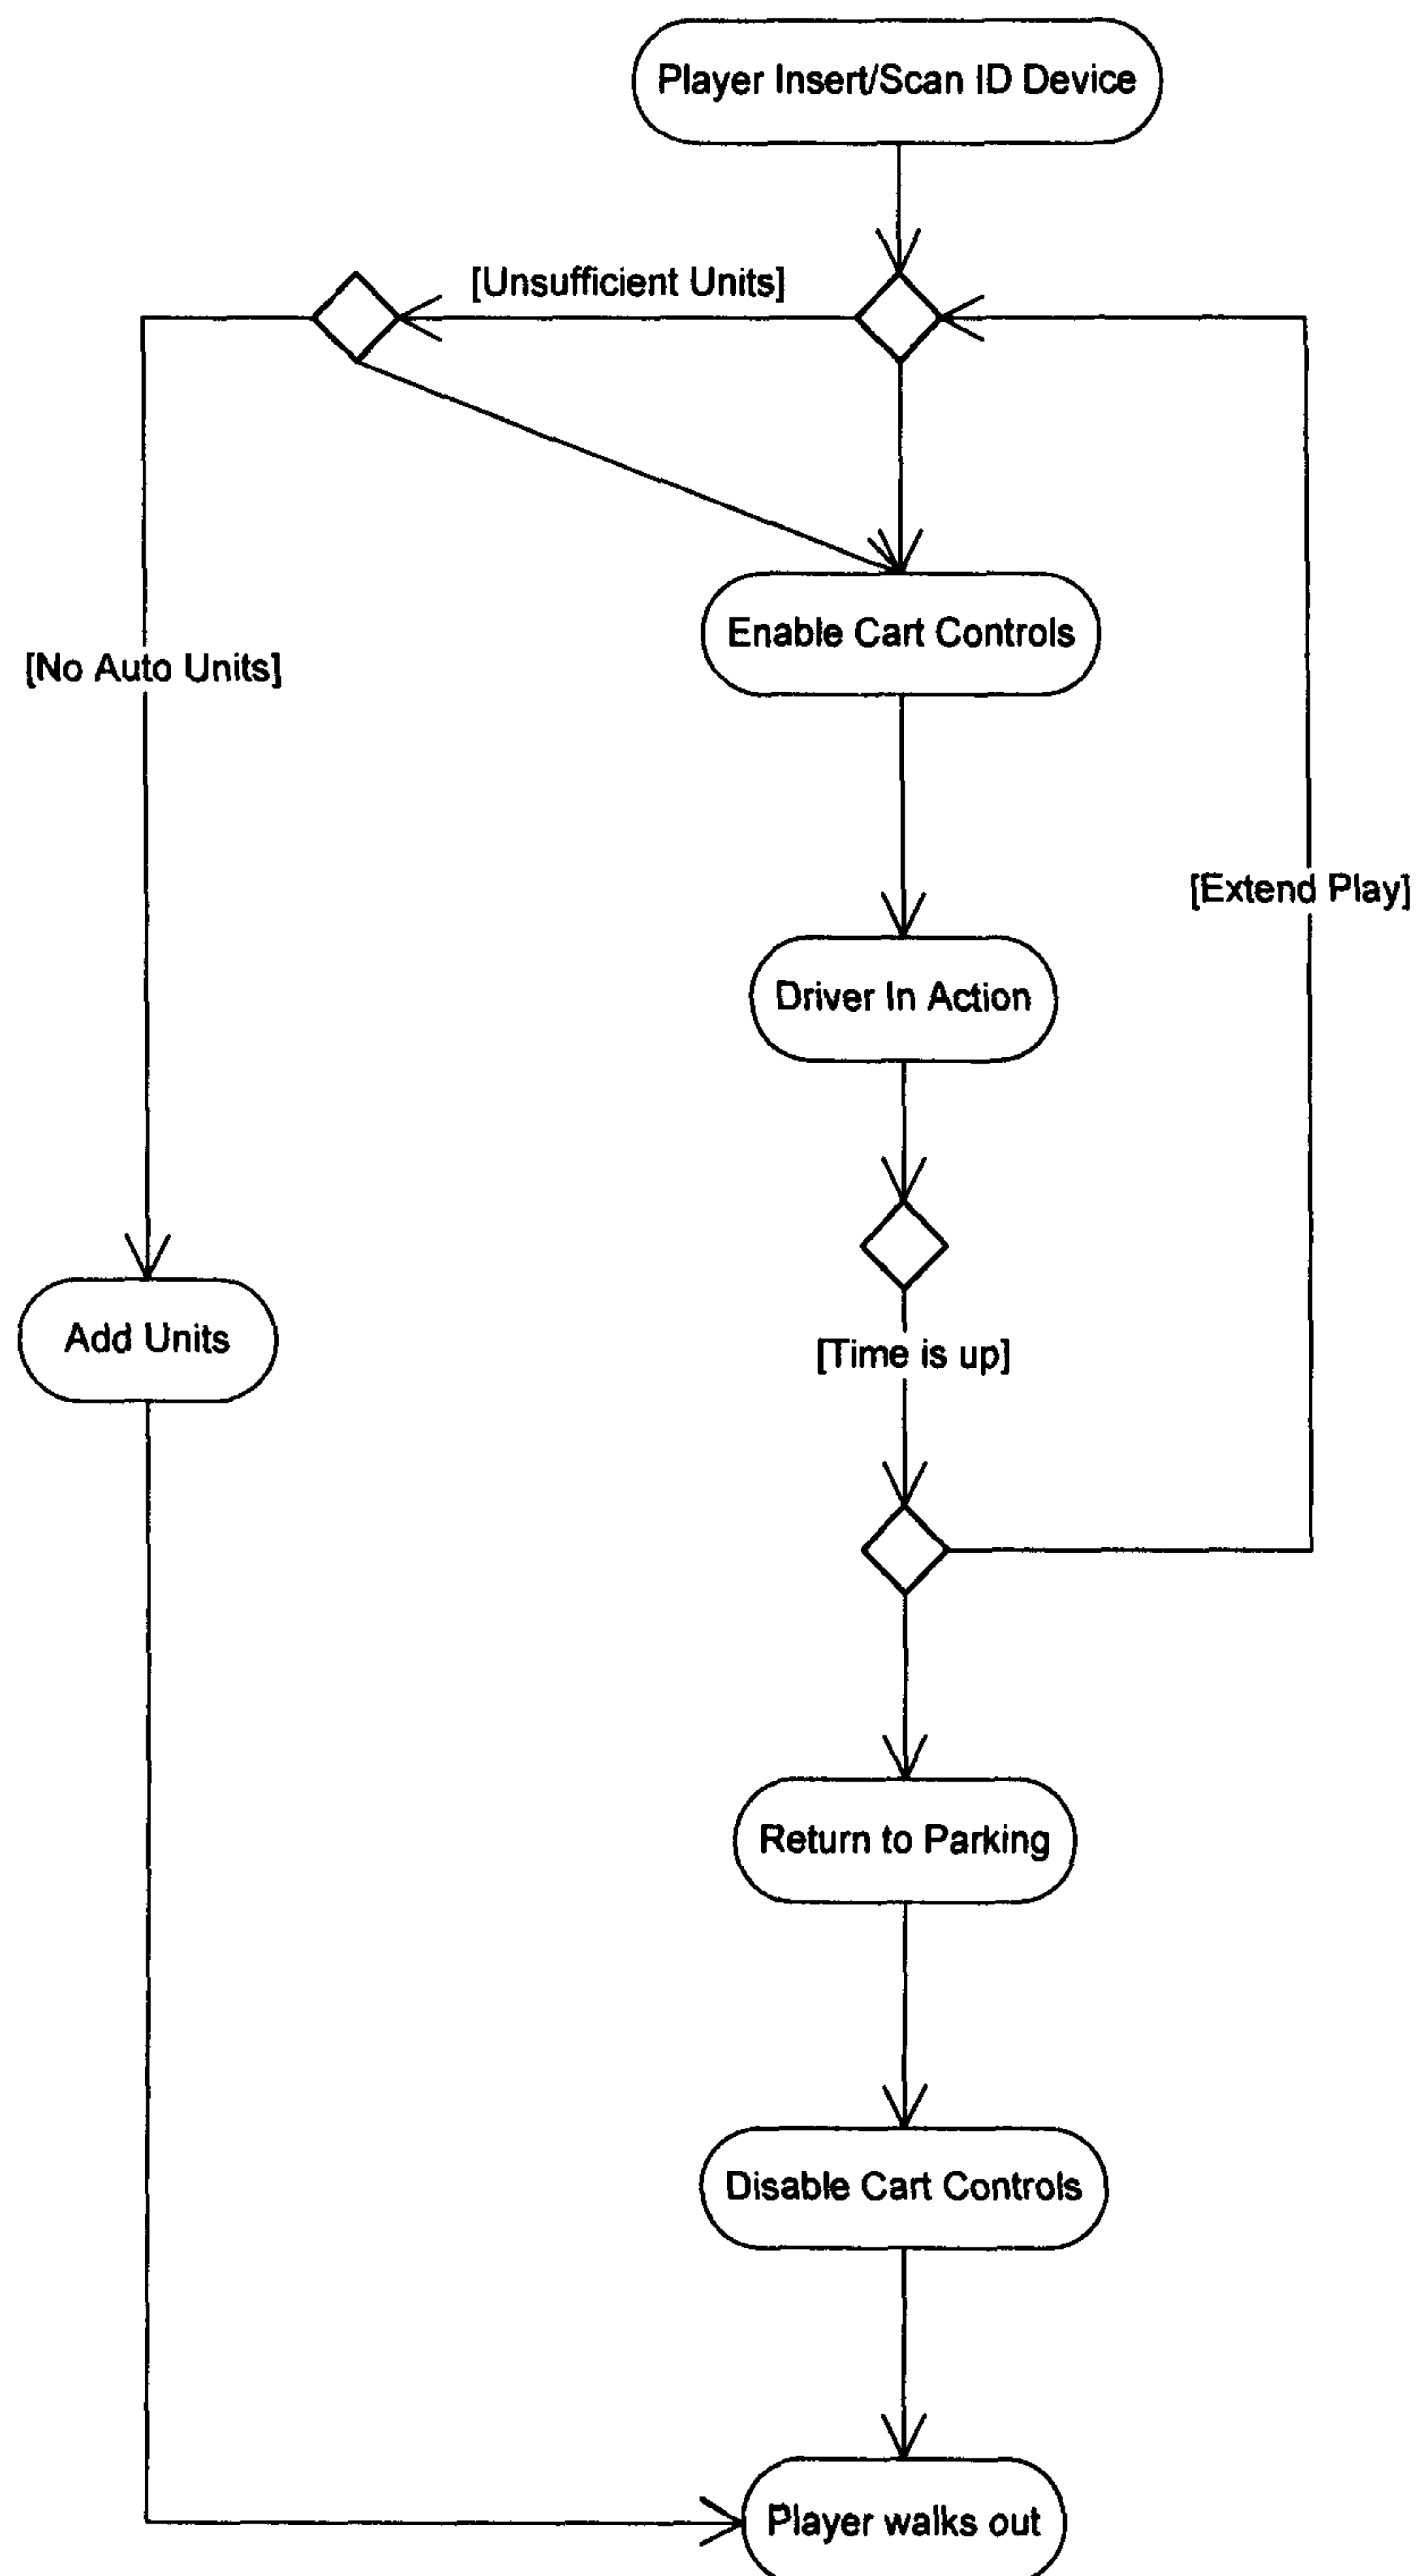 Player Insert/Scan ID Device
[Unsufficient Units]
Enable Cart Controls
[No Auto Units]
[Extend Play]
Driver In Action
Add Units
[Time is up]
Return to Parking
Disable Cart Controls
Player walks out